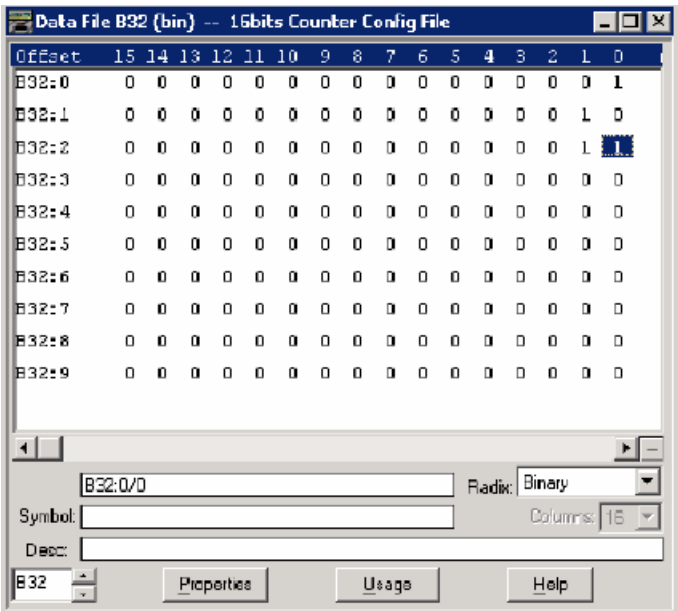 Data File B32 (bin) -- 16bits Counter Config File
Offset 15 14 13 12 11 10 9 8 7 6 5 4 3 2 1 0
B32:0 0 0 0 0 0 0 0 0 0 0 0 0 0 0 0 1
B32:1 0 0 0 0 0 0 0 0 0 0 0 0 0 0 1 0
B32:2 0 0 0 0 0 0 0 0 0 0 0 0 0 0 1 1
B32:3 0 0 0 0 0 0 0 0 0 0 0 0 0 0 0 0
B32:4 0 0 0 0 0 0 0 0 0 0 0 0 0 0 0 0
B32:5 0 0 0 0 0 0 0 0 0 0 0 0 0 0 0 0
B32:6 0 0 0 0 0 0 0 0 0 0 0 0 0 0 0 0
B32:7 0 0 0 0 0 0 0 0 0 0 0 0 0 0 0 0
B32:8 0 0 0 0 0 0 0 0 0 0 0 0 0 0 0 0
B32:9 0 0 0 0 0 0 0 0 0 0 0 0 0 0 0 0
B32:0/0 Radix: Binary
Symbol: Columns: 16
Desc:
B32 Properties Usage Help